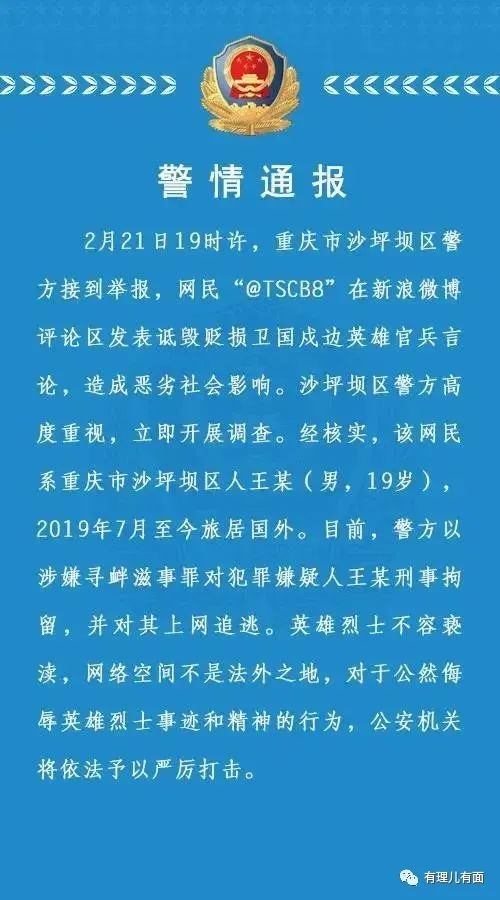 警情通报
2月21日19时许，重庆市沙坪坝区警
方接到举报，网民“@TSCB8”在新浪微博
评论区发表诋毁贬损卫国戍边英雄官兵言
论，造成恶劣社会影响。沙坪坝区警方高
度重视，立即开展调查。经核实，该网民
系重庆市沙坪坝区人王某（男，19岁），
2019年7月至今旅居国外。目前，警方以
涉嫌寻衅滋事罪对犯罪嫌疑人王某刑事拘
留，并对其上网追逃。英雄烈士不容亵
渎，网络空间不是法外之地，对于公然侮
辱英雄烈士事迹和精神的行为，公安机关
将依法予以严厉打击。
有理儿有面